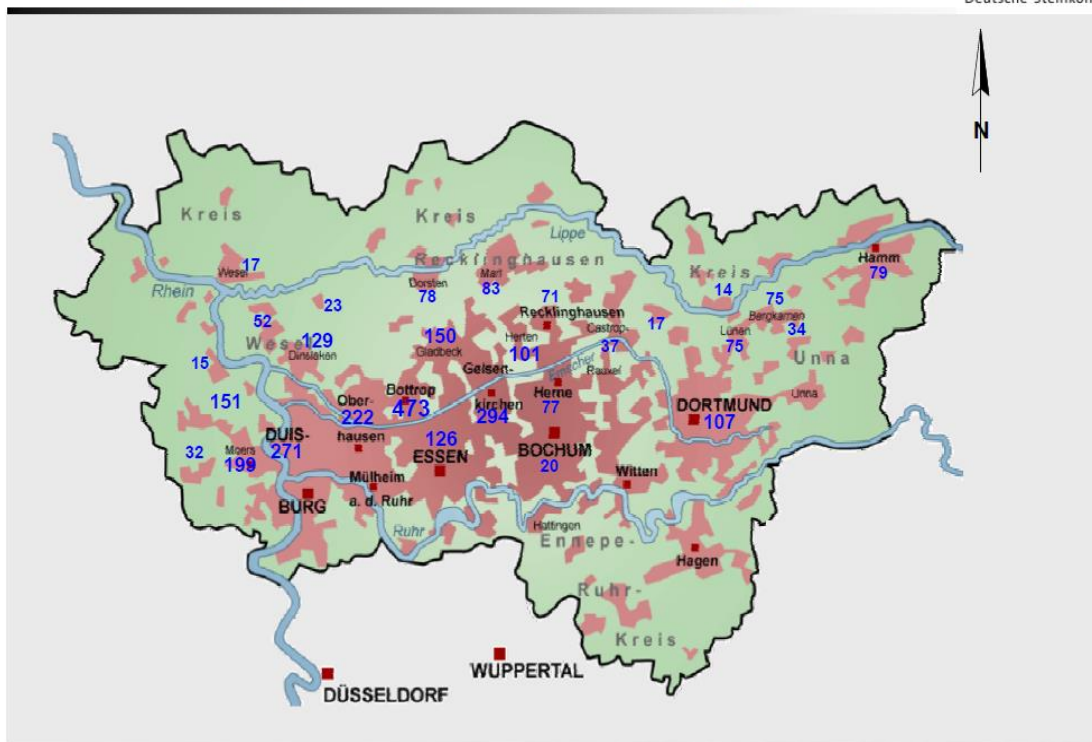 Deutsche Steinkoh
N
Kreis
Kreis
Lippe
Recklinghausen
Kreis
Hamm
79
Wesel
17
Rhein
Dorsten
78
Marl
83
71
14
75
Bergkamen
34
23
52
Wesel
129
Dinslaken
150
Gladbeck
Recklinghausen
Herten
101
Castrop-
37
Rauxel
17
Lünen
75
Unna
15
151
Gelsen-
kirchen
294
Emscher
Herne
77
Unna
Ober-
222
hausen
Bottrop
473
DORTMUND
107
32
Moers
199
DUIS-
271
BURG
126
ESSEN
BOCHUM
20
Witten
Mülheim
a. d. Ruhr
Ruhr
Hattingen
Ennepe-
Hagen
Ruhr-
Kreis
WUPPERTAL
DÜSSELDORF